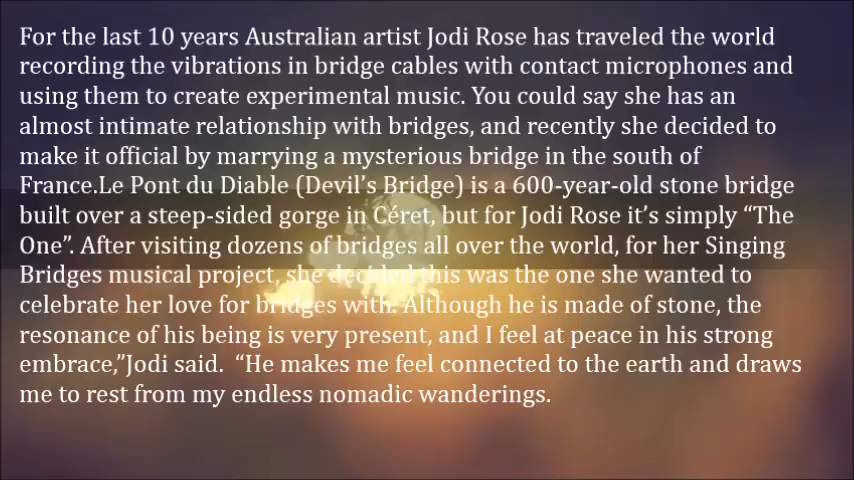 For the last 10 years Australian artist Jodi Rose has traveled the world
recording the vibrations in bridge cables with contact microphones and
using them to create experimental music. You could say she has an
almost intimate relationship with bridges, and recently she decided to
make it official by marrying a mysterious bridge in the south of
France.Le Pont du Diable (Devil’s Bridge) is a 600-year-old stone bridge
built over a steep-sided gorge in Céret, but for Jodi Rose it’s simply “The
One”. After visiting dozens of bridges all over the world, for her Singing
Bridges musical project, she decided this was the one she wanted to
celebrate her love for bridges with. Although he is made of stone, the
resonance of his being is very present, and I feel at peace in his strong
embrace,”Jodi said.  “He makes me feel connected to the earth and draws
me to rest from my endless nomadic wanderings.